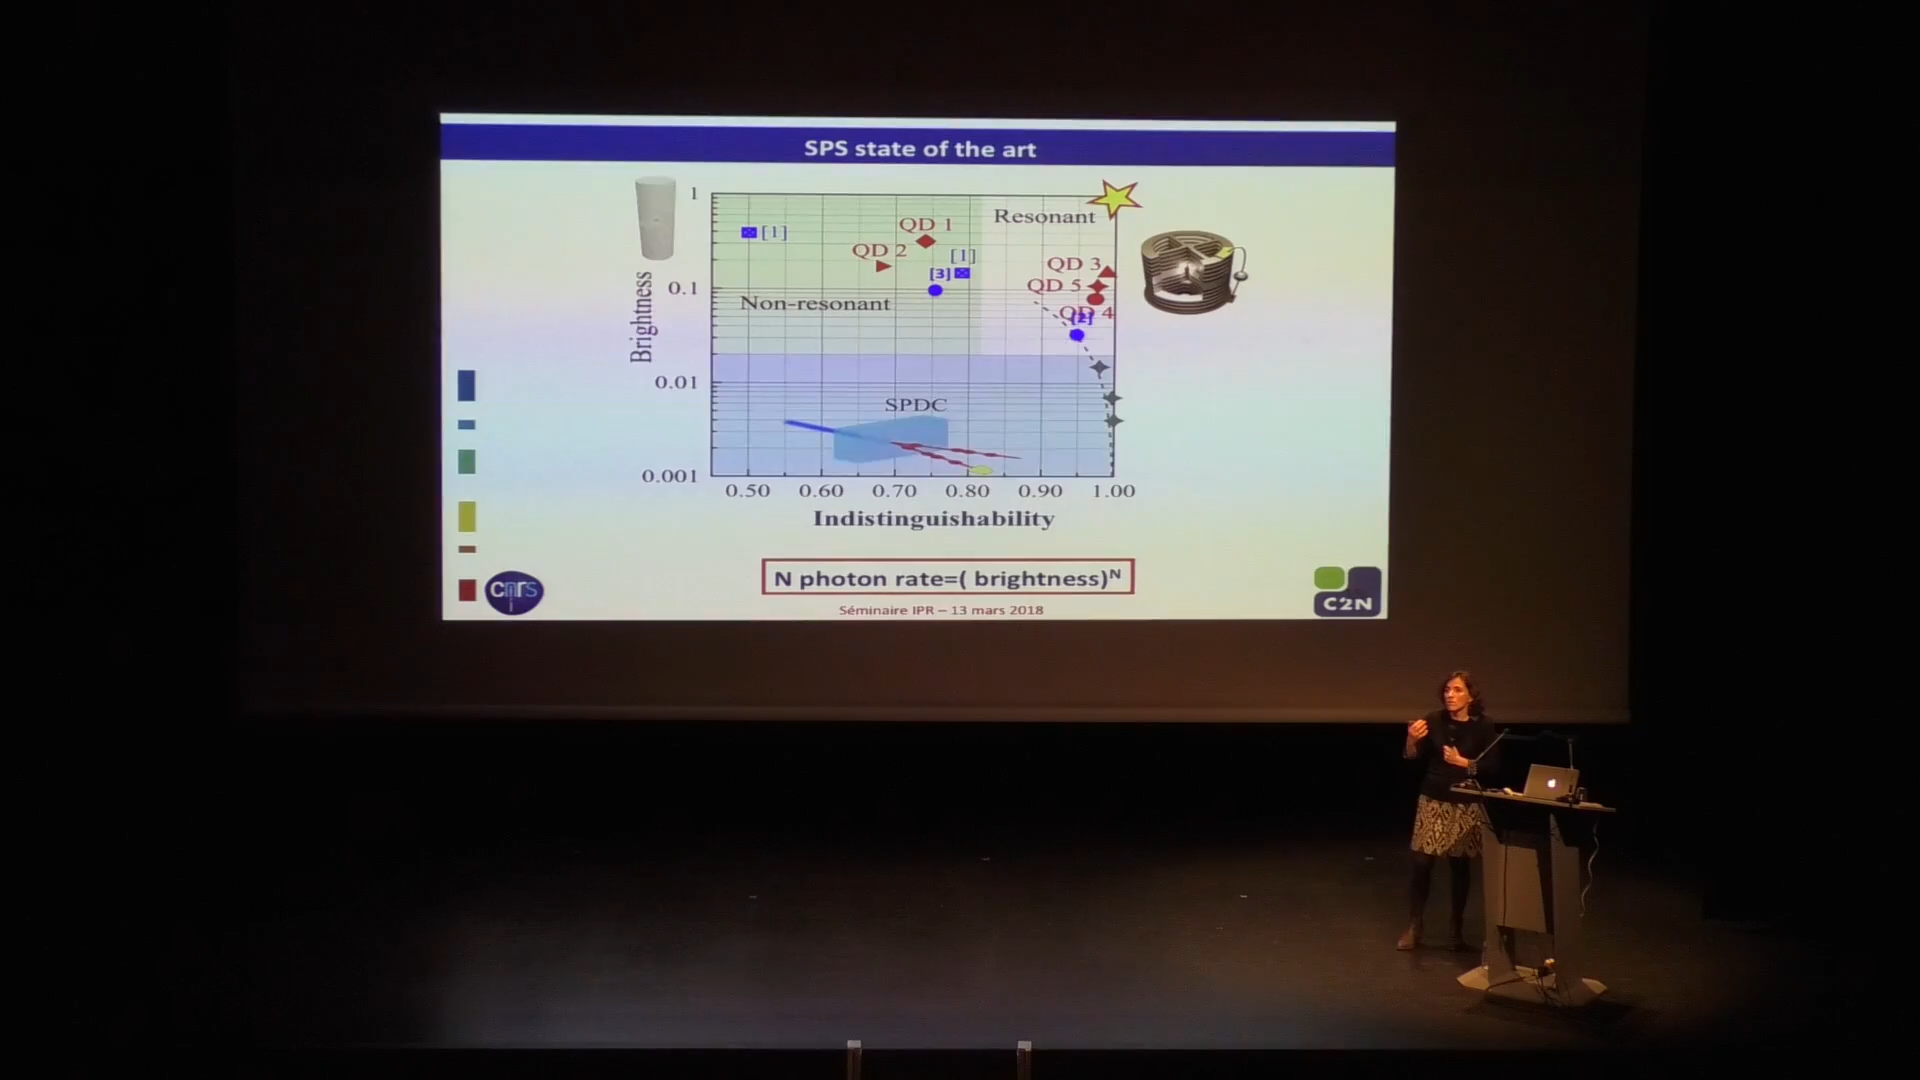 SPS state of the art
1
0.1
0.01
0.001
Brightness
[1]
QD 1
QD 2
[1]
[3]
Resonant
QD 3
QD 5
QD 4
[2]
Non-resonant
SPDC
0.50 0.60 0.70 0.80 0.90 1.00
Indistinguishability
N photon rate=( brightness)ᴺ
Séminaire IPR – 13 mars 2018
cnrs
C2N